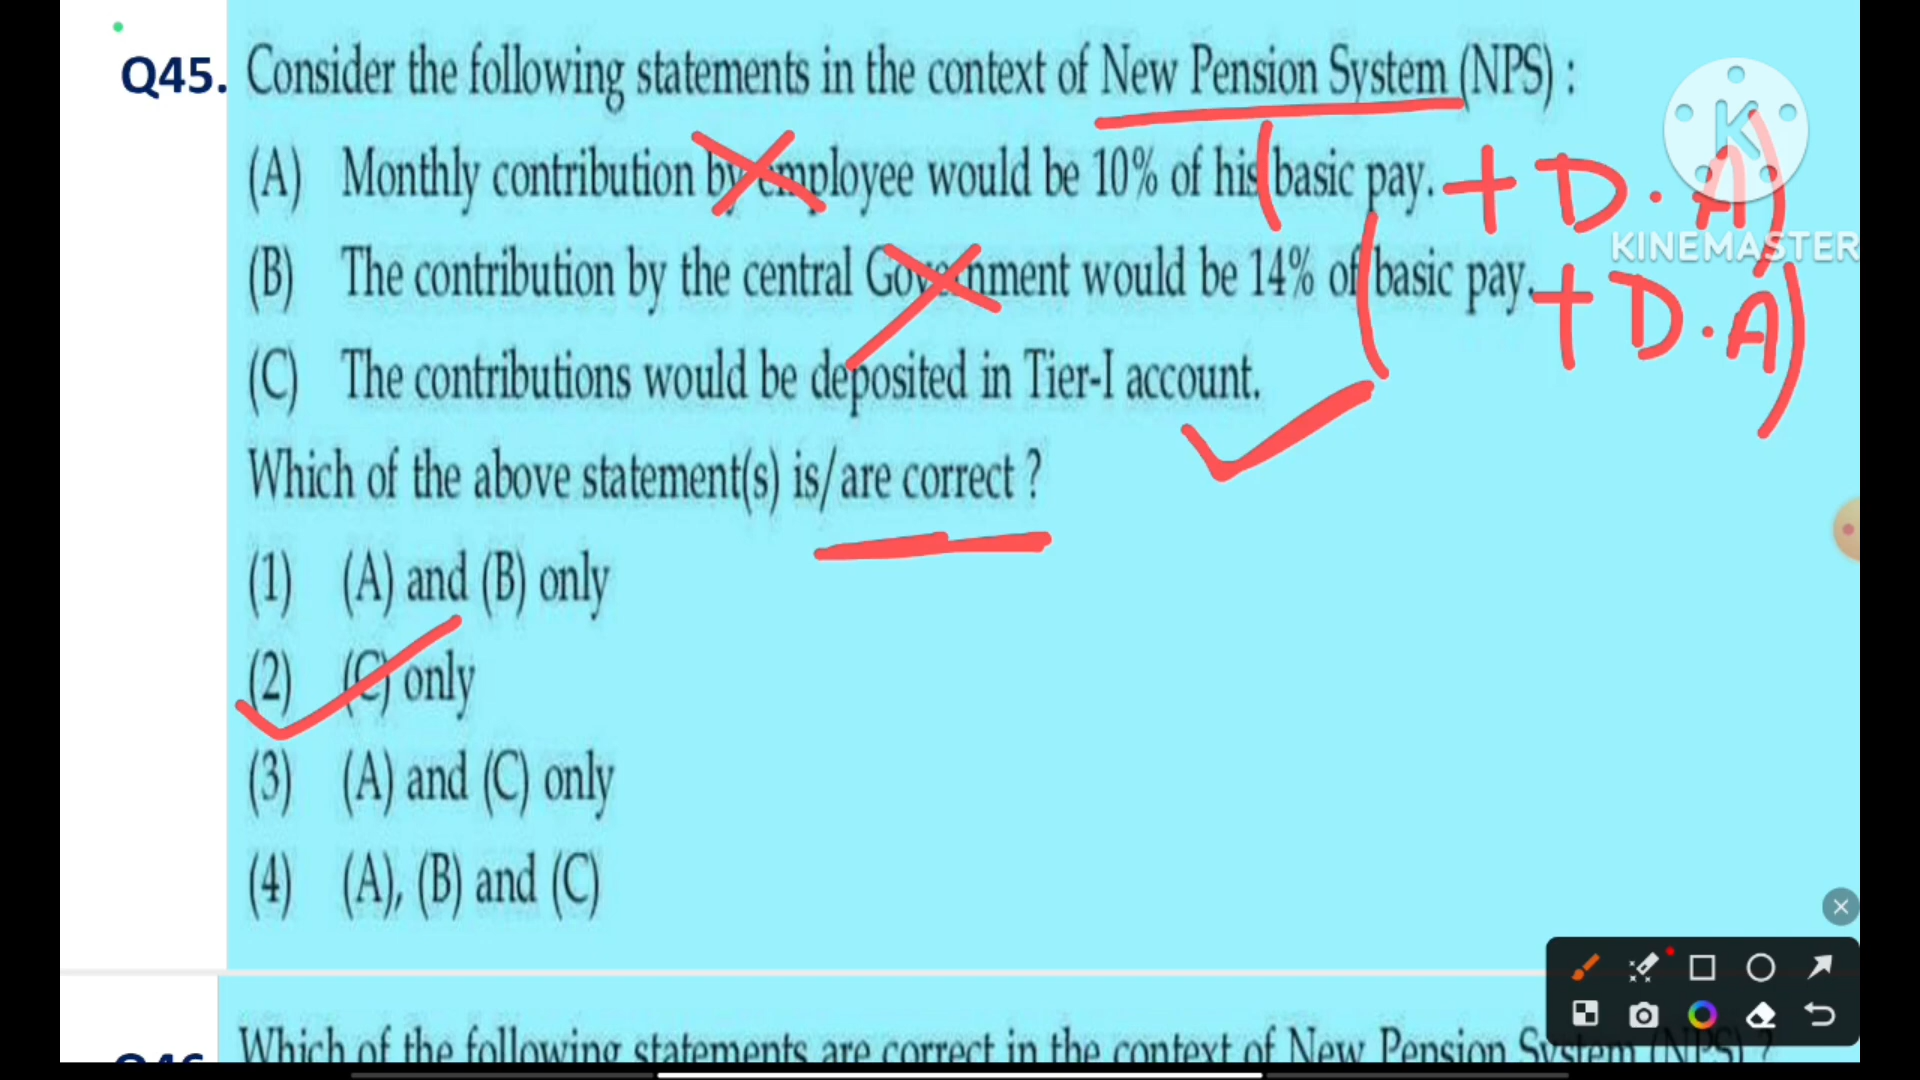 Q45. Consider the following statements in the context of New Pension System (NPS) :
(A) Monthly contribution by employee would be 10% of his (basic pay. + D.A)
KINEMASTER
(B) The contribution by the central Government would be 14% of (basic pay. + D.A)
(C) The contributions would be deposited in Tier-I account.
Which of the above statement(s) is/are correct ?
(1) (A) and (B) only
(2) (C) only
(3) (A) and (C) only
(4) (A), (B) and (C)
Q46 Which of the following statements are correct in the context of New Pension System (NPS) ?